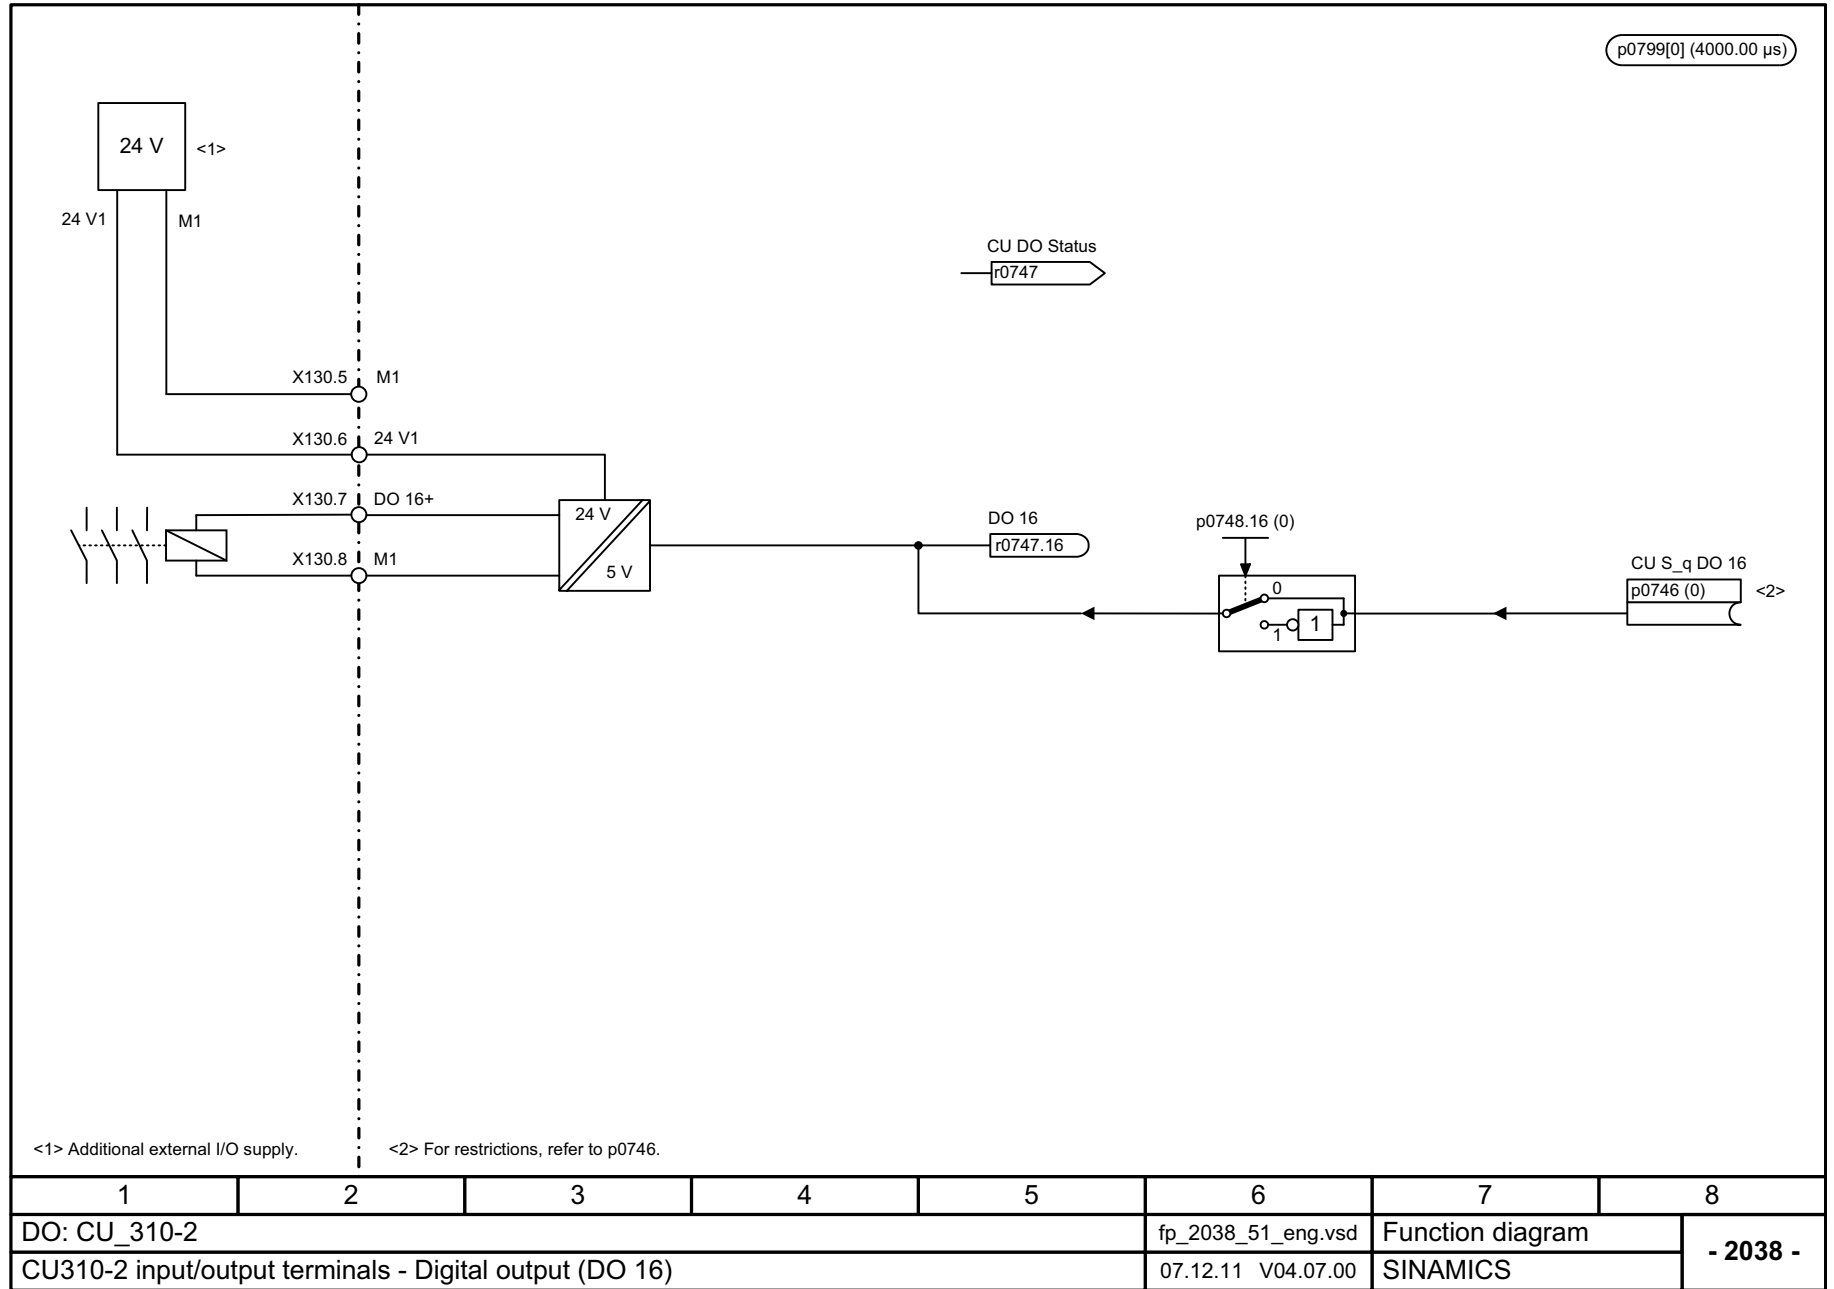 p0799[0] (4000.00 µs)
24 V
<1>
24 V1
M1
CU DO Status
r0747
X130.5
M1
X130.6
24 V1
X130.7
DO 16+
24 V
5 V
X130.8
M1
DO 16
r0747.16
p0748.16 (0)
0
1
1
CU S_q DO 16
p0746 (0)
<2>
<1> Additional external I/O supply.
<2> For restrictions, refer to p0746.
1 2 3 4 5 6 7 8
DO: CU_310-2
fp_2038_51_eng.vsd
Function diagram
- 2038 -
CU310-2 input/output terminals - Digital output (DO 16)
07.12.11 V04.07.00
SINAMICS